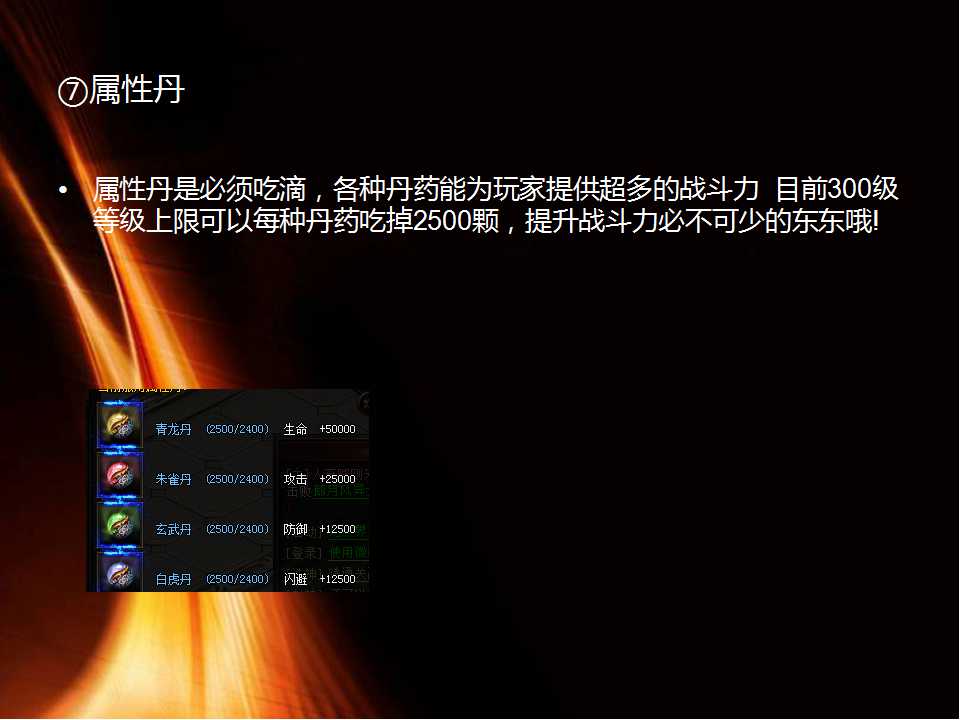 ⑦属性丹
• 属性丹是必须吃滴，各种丹药能为玩家提供超多的战斗力 目前300级
等级上限可以每种丹药吃掉2500颗，提升战斗力必不可少的东东哦!
青龙丹 (2500/2400) 生命 +50000
朱雀丹 (2500/2400) 攻击 +25000
击败
玄武丹 (2500/2400) 防御 +12500
[登录] 使用微
白虎丹 (2500/2400) 闪避 +12500